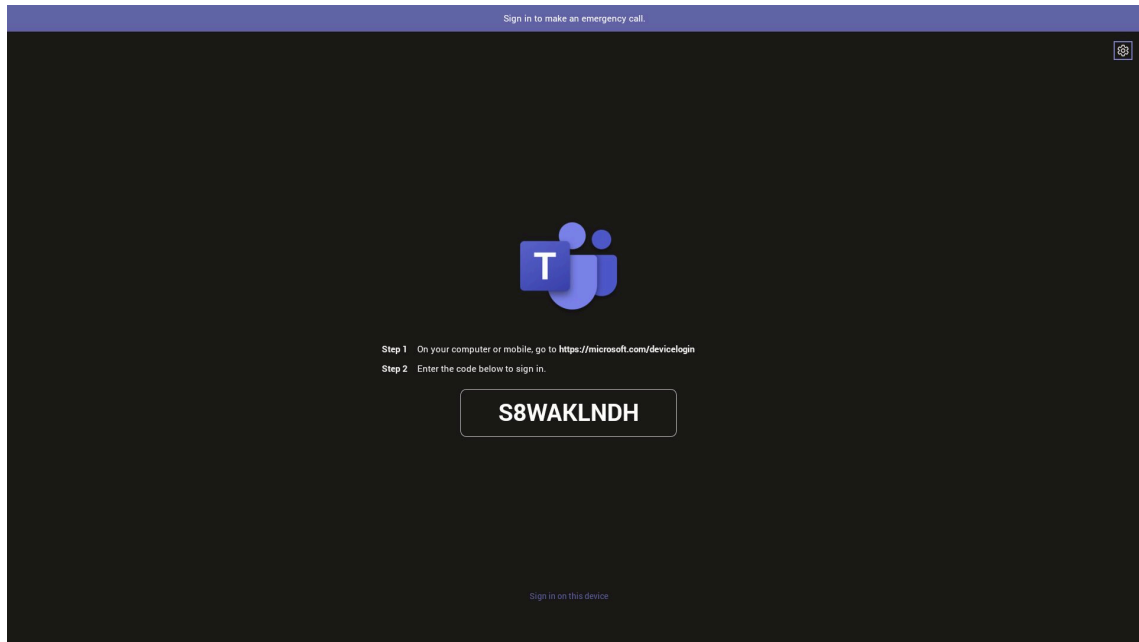 Sign in to make an emergency call.
T
Step 1 On your computer or mobile, go to https://microsoft.com/devicelogin
Step 2 Enter the code below to sign in.
S8WAKLNDH
Sign in on this device